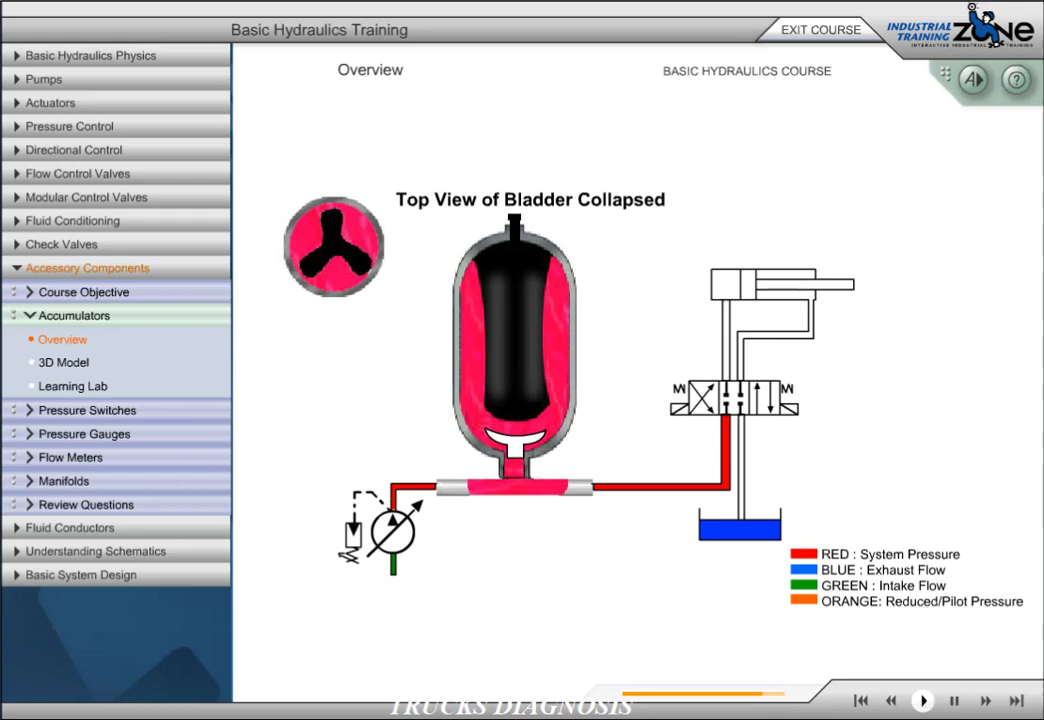 Basic Hydraulics Training
EXIT COURSE
INDUSTRIAL
TRAINING
ZONE
INTERACTIVE INDUSTRIAL TRAINING
Overview
BASIC HYDRAULICS COURSE
A
?
Basic Hydraulics Physics
Pumps
Actuators
Pressure Control
Directional Control
Flow Control Valves
Modular Control Valves
Fluid Conditioning
Check Valves
Accessory Components
Course Objective
Accumulators
Overview
3D Model
Learning Lab
Pressure Switches
Pressure Gauges
Flow Meters
Manifolds
Review Questions
Fluid Conductors
Understanding Schematics
Basic System Design
Top View of Bladder Collapsed
RED : System Pressure
BLUE : Exhaust Flow
GREEN : Intake Flow
ORANGE: Reduced/Pilot Pressure
TRUCKS DIAGNOSIS